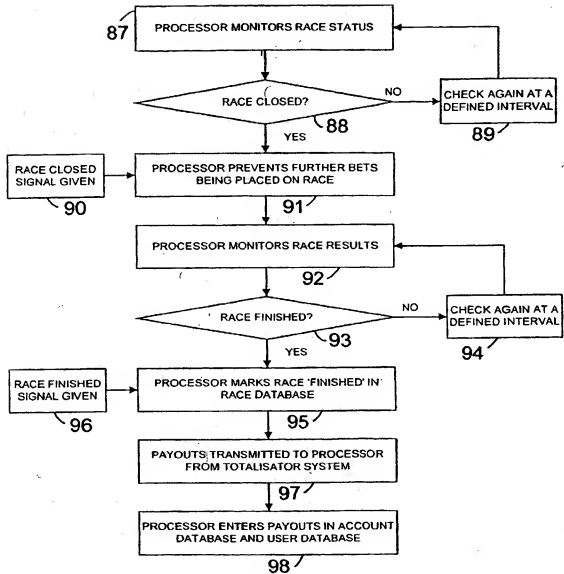 87
PROCESSOR MONITORS RACE STATUS
RACE CLOSED?
88
NO
YES
CHECK AGAIN AT A
DEFINED INTERVAL
89
RACE CLOSED
SIGNAL GIVEN
90
PROCESSOR PREVENTS FURTHER BETS
BEING PLACED ON RACE
91
PROCESSOR MONITORS RACE RESULTS
92
RACE FINISHED?
93
NO
YES
CHECK AGAIN AT A
DEFINED INTERVAL
94
RACE FINISHED
SIGNAL GIVEN
96
PROCESSOR MARKS RACE 'FINISHED' IN
RACE DATABASE
95
PAYOUTS TRANSMITTED TO PROCESSOR
FROM TOTALISATOR SYSTEM
97
PROCESSOR ENTERS PAYOUTS IN ACCOUNT
DATABASE AND USER DATABASE
98